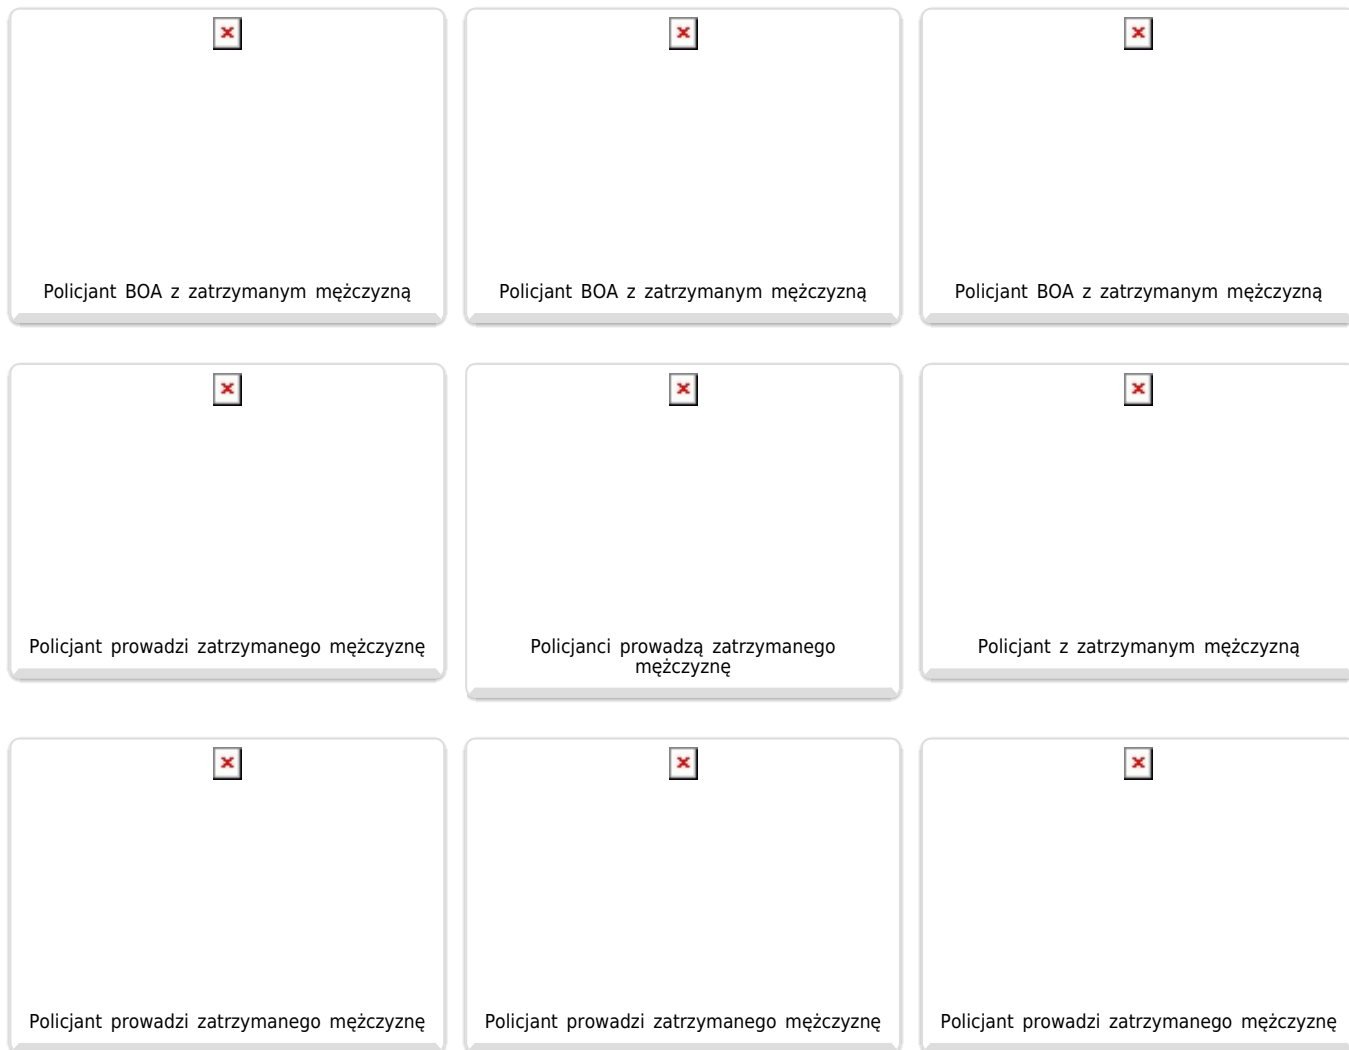 Policjant BOA z zatrzymanym mężczyzną
Policjant BOA z zatrzymanym mężczyzną
Policjant BOA z zatrzymanym mężczyzną
Policjant prowadzi zatrzymanego mężczyznę
Policjanci prowadzą zatrzymanego
mężczyznę
Policjant z zatrzymanym mężczyzną
Policjant prowadzi zatrzymanego mężczyznę
Policjant prowadzi zatrzymanego mężczyznę
Policjant prowadzi zatrzymanego mężczyznę